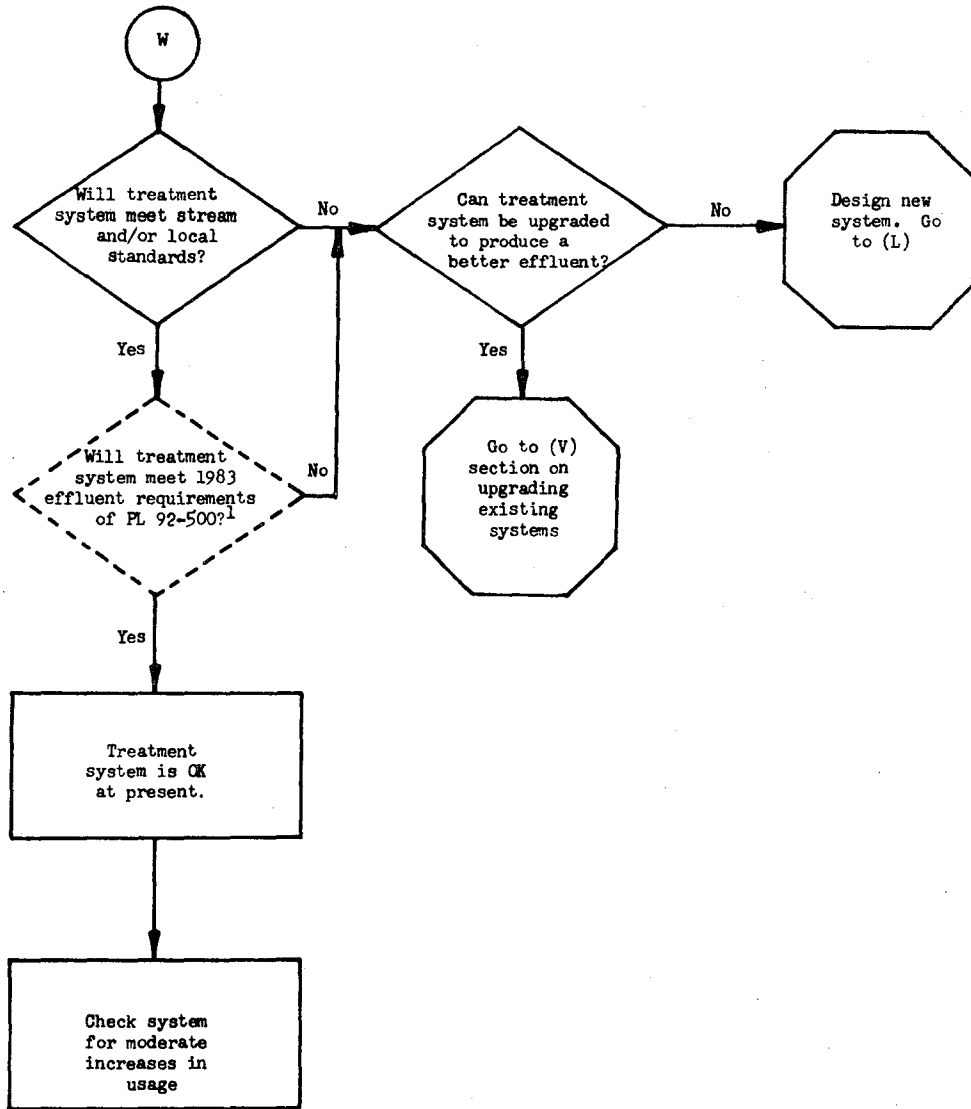 W
Will treatment
system meet stream
and/or local
standards?
No
Can treatment
system be upgraded
to produce a
better effluent?
No
Design new
system. Go
to (L)
Yes
Yes
Will treatment
system meet 1983
effluent requirements
of PL 92-500?1
No
Go to (V)
section on
upgrading
existing
systems
Yes
Treatment
system is OK
at present.
Check system
for moderate
increases in
usage